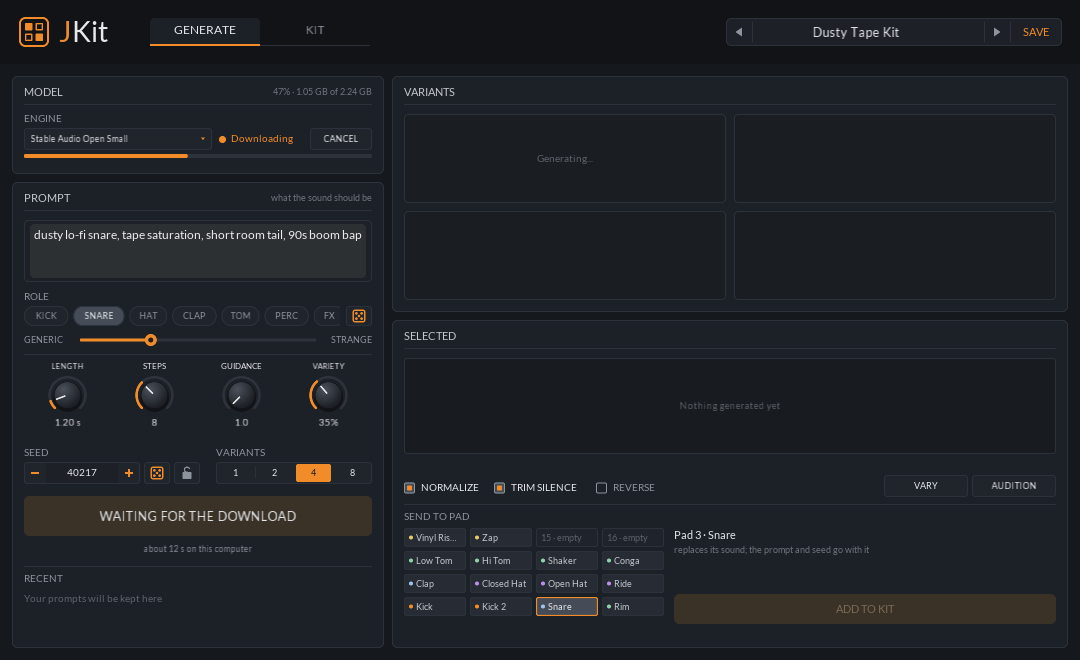 JKit
GENERATE
KIT
Dusty Tape Kit
SAVE
MODEL
47% · 1.05 GB of 2.24 GB
ENGINE
Stable Audio Open Small
Downloading
CANCEL
PROMPT
what the sound should be
dusty lo-fi snare, tape saturation, short room tail, 90s boom bap
ROLE
KICK
SNARE
HAT
CLAP
TOM
PERC
FX
GENERIC
STRANGE
LENGTH
STEPS
GUIDANCE
VARIETY
1.20 s
8
1.0
35%
SEED
VARIANTS
40217
1
2
4
8
WAITING FOR THE DOWNLOAD
about 12 s on this computer
RECENT
Your prompts will be kept here
VARIANTS
Generating...
SELECTED
Nothing generated yet
NORMALIZE
TRIM SILENCE
REVERSE
VARY
AUDITION
SEND TO PAD
Vinyl Ris...
Zap
15 · empty
16 · empty
Low Tom
Hi Tom
Shaker
Conga
Clap
Closed Hat
Open Hat
Ride
Kick
Kick 2
Snare
Rim
Pad 3 · Snare
replaces its sound; the prompt and seed go with it
ADD TO KIT